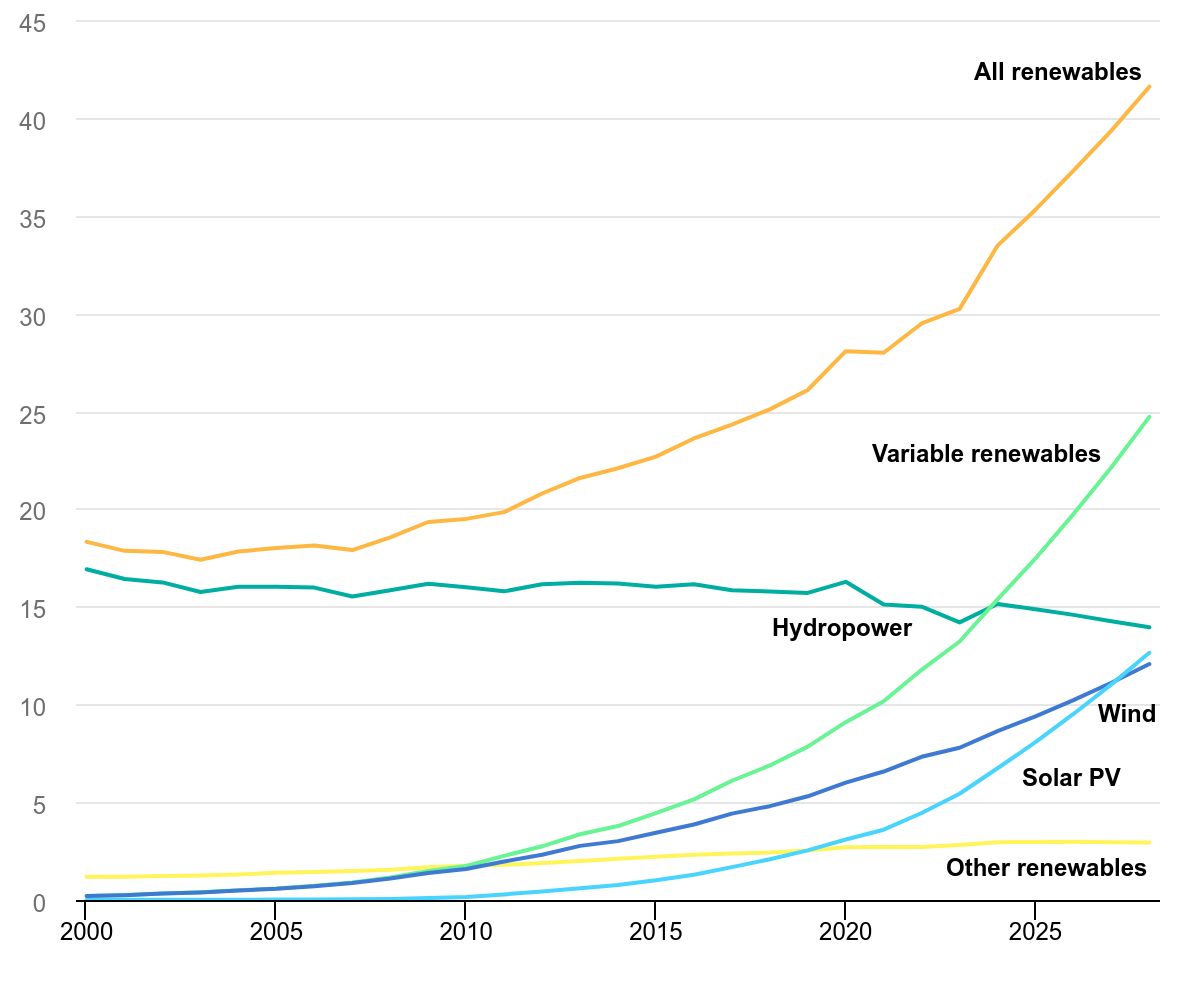 45
All renewables
40
35
30
25
Variable renewables
20
15
Hydropower
10
Wind
Solar PV
5
Other renewables
0
2000 2005 2010 2015 2020 2025